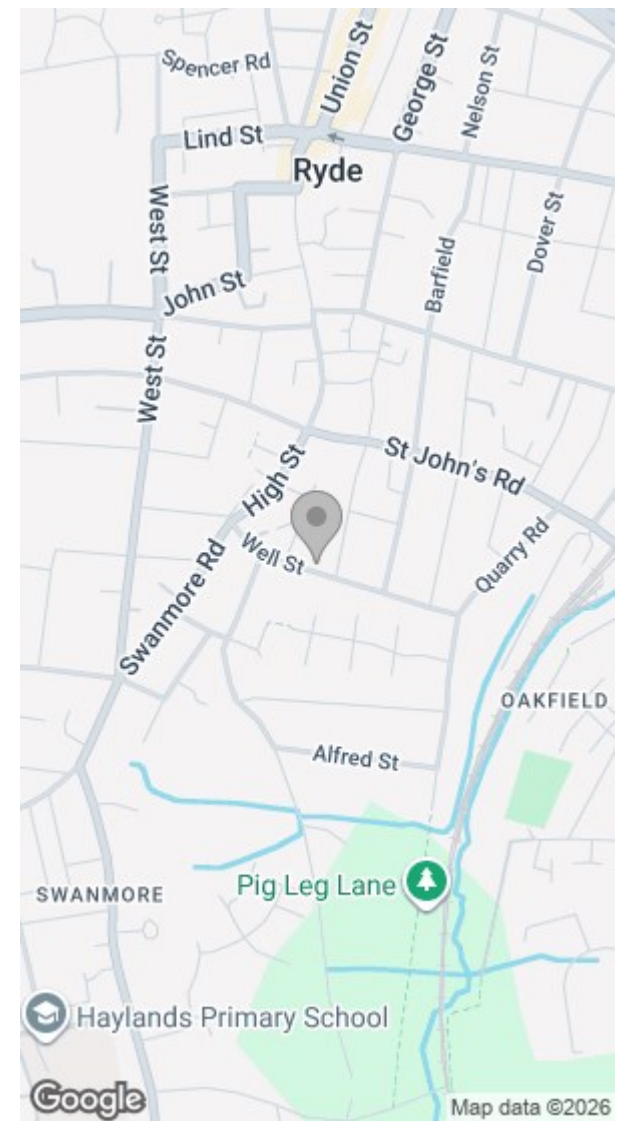 Spencer Rd
Union St
George St
Nelson St
Lind St
Ryde
West St
Dover St
Barfield
John St
West St
High St
St John's Rd
Well St
Quarry Rd
Swanmore Rd
OAKFIELD
Alfred St
Pig Leg Lane
SWANMORE
Haylands Primary School
Google
Map data ©2026